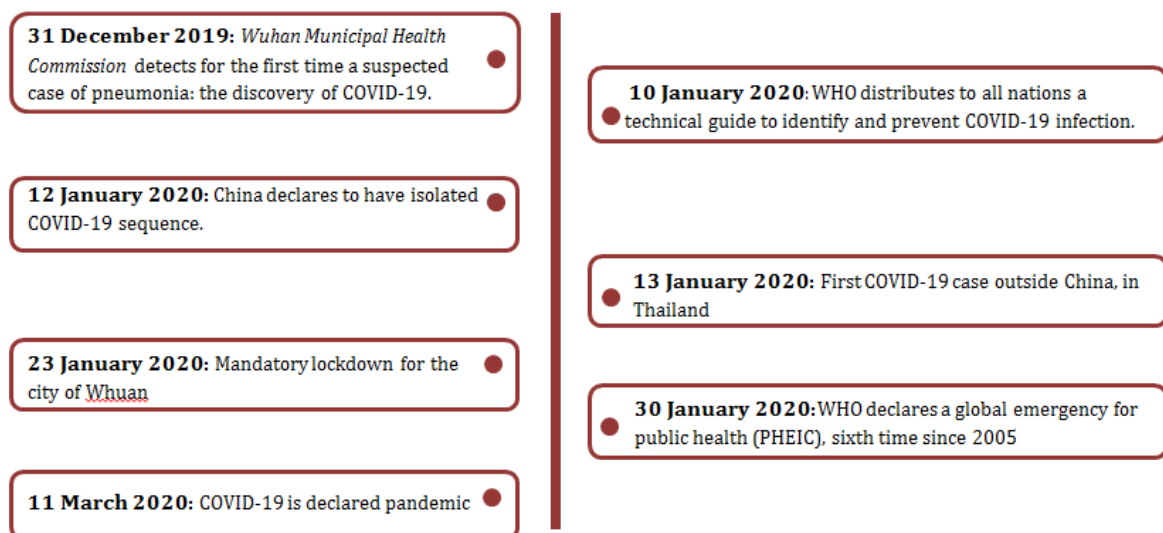 31 December 2019: Wuhan Municipal Health
Commission detects for the first time a suspected
case of pneumonia: the discovery of COVID-19.
10 January 2020: WHO distributes to all nations a
technical guide to identify and prevent COVID-19 infection.
12 January 2020: China declares to have isolated
COVID-19 sequence.
13 January 2020: First COVID-19 case outside China, in
Thailand
23 January 2020: Mandatory lockdown for the
city of Whuan
30 January 2020: WHO declares a global emergency for
public health (PHEIC), sixth time since 2005
11 March 2020: COVID-19 is declared pandemic